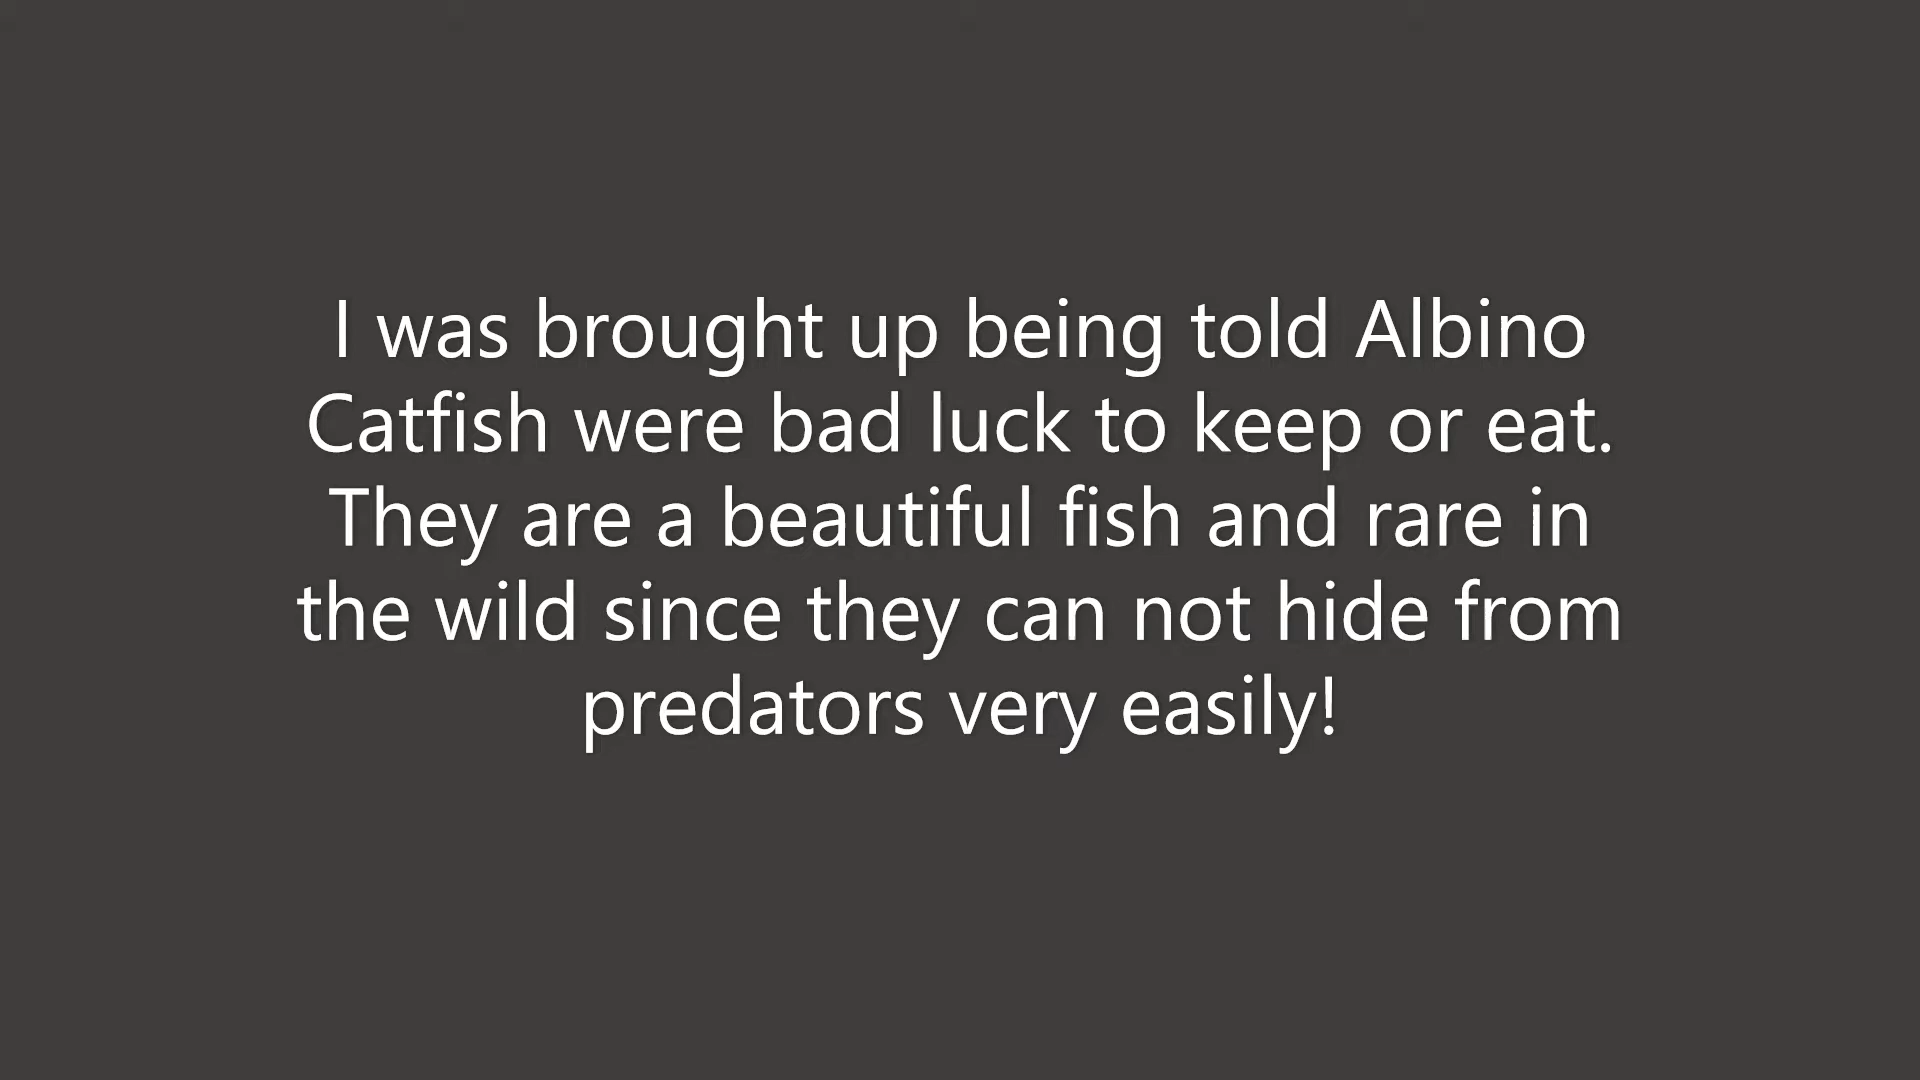 I was brought up being told Albino
Catfish were bad luck to keep or eat.
They are a beautiful fish and rare in
the wild since they can not hide from
predators very easily!